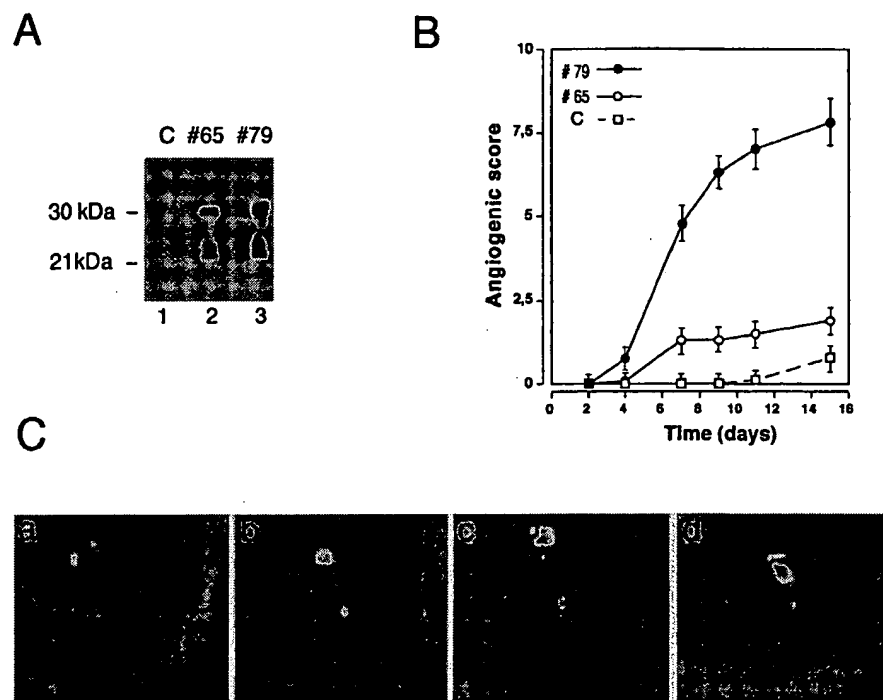 A
B
C #65 #79
30 kDa –
21kDa –
1 2 3
10
7,5
5
2,5
0
#79
#65
C
Angiogenic score
0 2 4 6 8 10 12 14 16
Time (days)
C